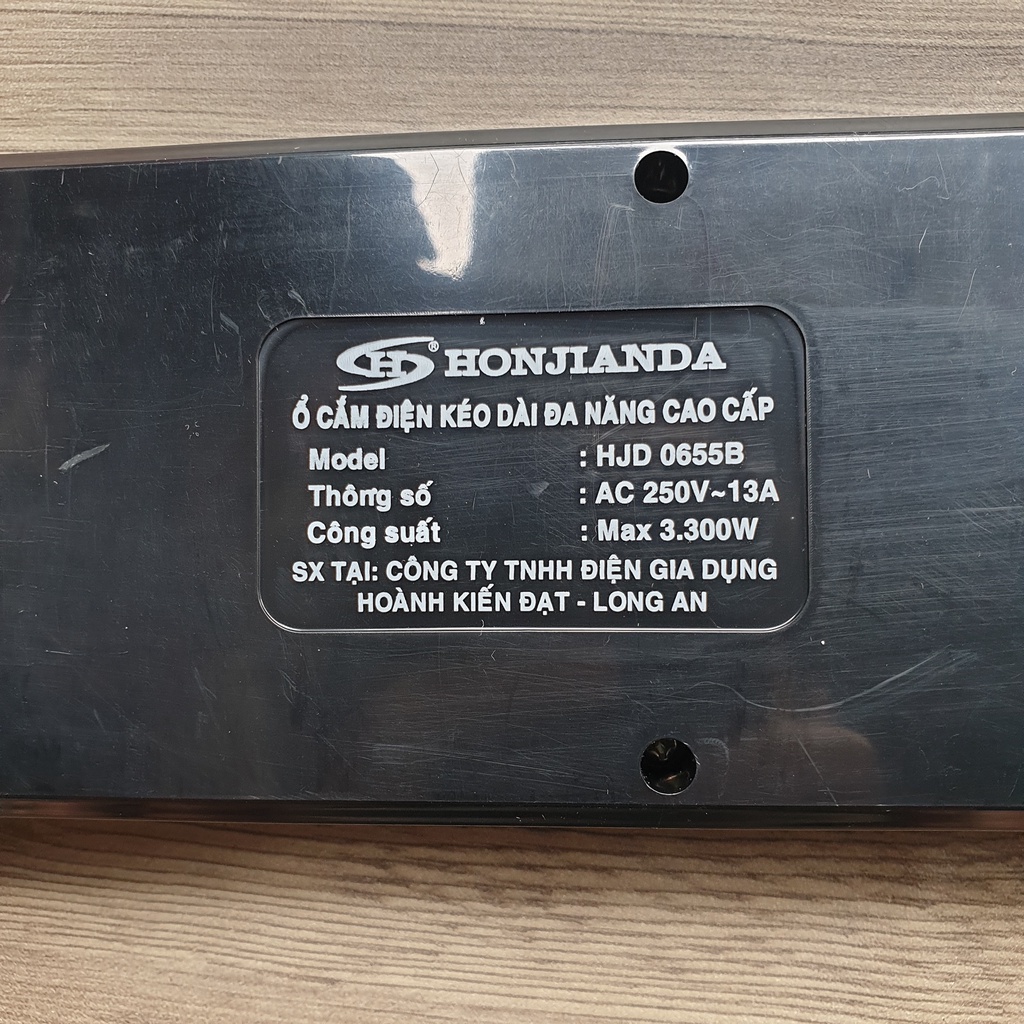 H ® HONJIANDA
Ổ CẮM ĐIỆN KÉO DÀI ĐA NĂNG CAO CẤP
Model : HJD 0655B
Thông số : AC 250V~13A
Công suất : Max 3.300W
SX TẠI: CÔNG TY TNHH ĐIỆN GIA DỤNG
HOÀNH KIẾN ĐẠT - LONG AN